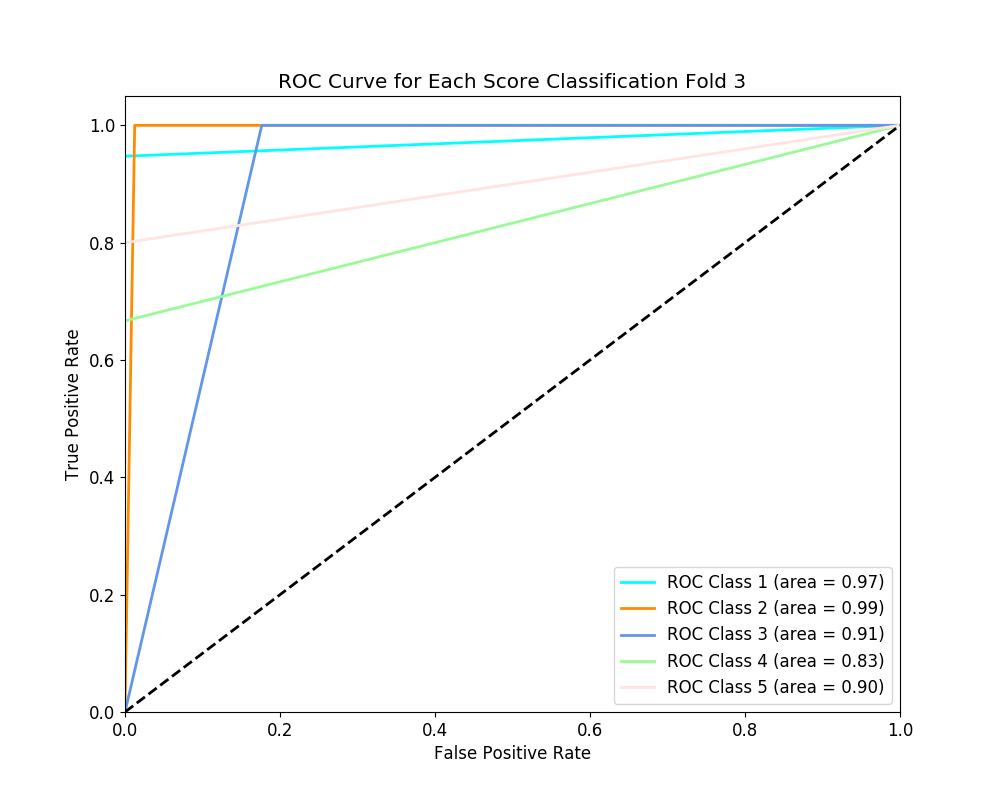 ROC Curve for Each Score Classification Fold 3
1.0
0.8
0.6
0.4
0.2
0.0
True Positive Rate
ROC Class 1 (area = 0.97)
ROC Class 2 (area = 0.99)
ROC Class 3 (area = 0.91)
ROC Class 4 (area = 0.83)
ROC Class 5 (area = 0.90)
0.0 0.2 0.4 0.6 0.8 1.0
False Positive Rate